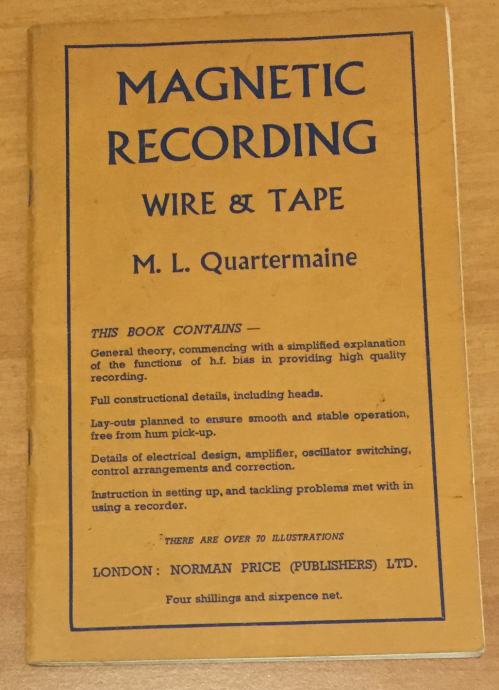 MAGNETIC
RECORDING
WIRE & TAPE
M. L. Quartermaine
THIS BOOK CONTAINS —
General theory, commencing with a simplified explanation
of the functions of h.f. bias in providing high quality
recording.
Full constructional details, including heads.
Lay-outs planned to ensure smooth and stable operation,
free from hum pick-up.
Details of electrical design, amplifier, oscillator switching,
control arrangements and correction.
Instruction in setting up, and tackling problems met with in
using a recorder.
THERE ARE OVER 70 ILLUSTRATIONS
LONDON: NORMAN PRICE (PUBLISHERS) LTD.
Four shillings and sixpence net.